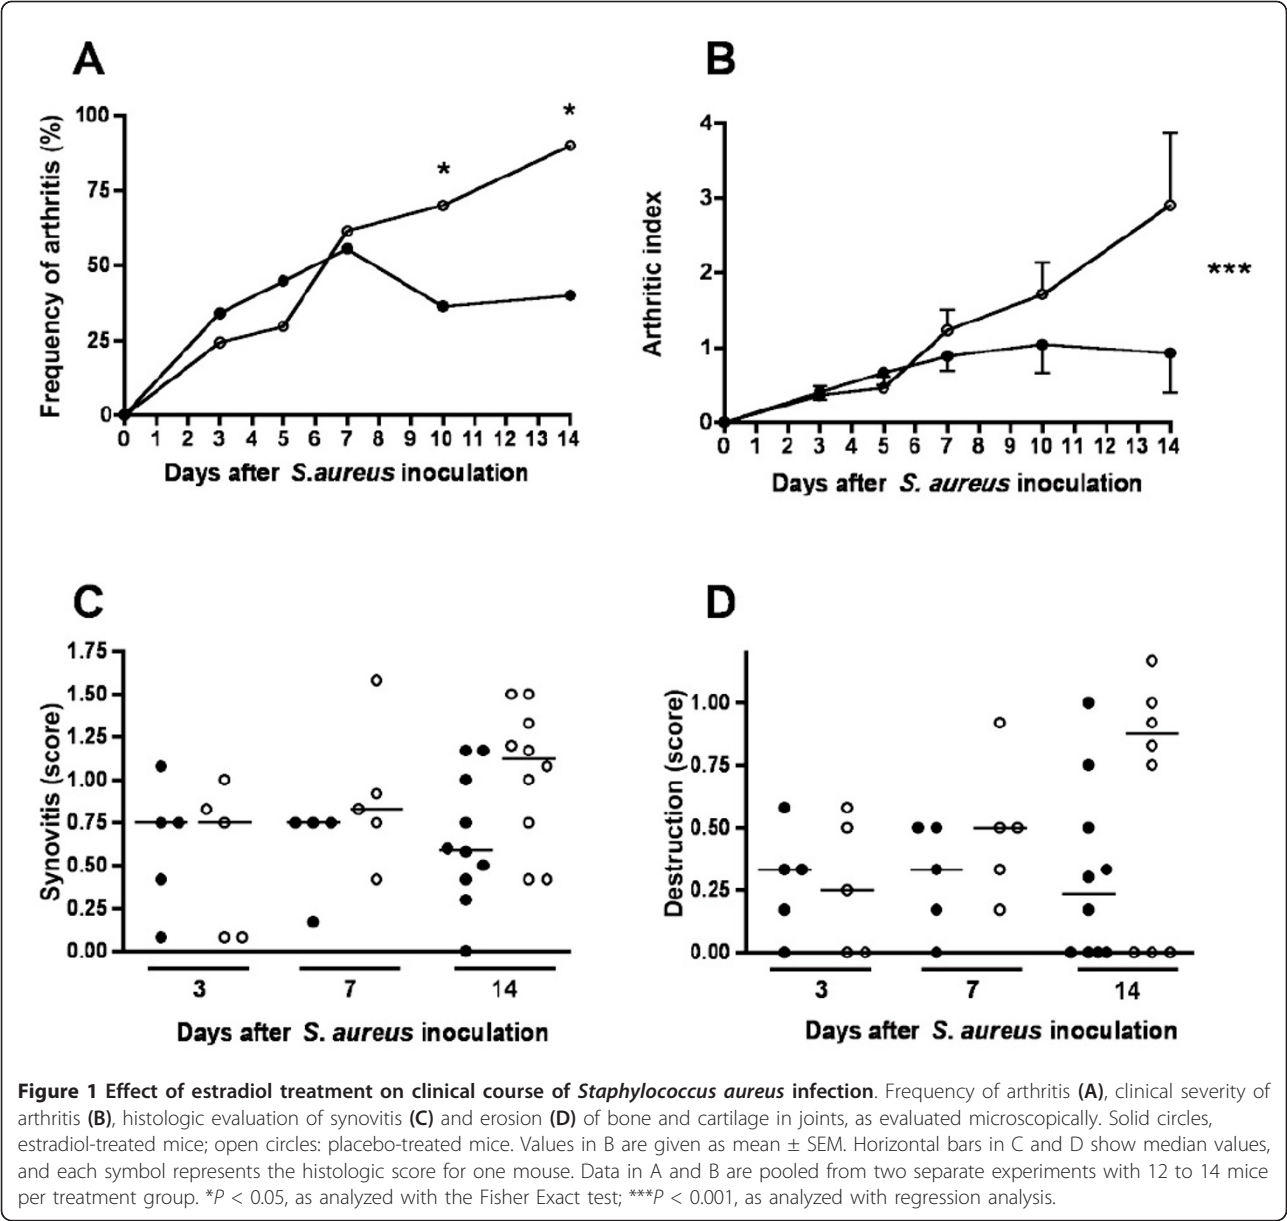 A
Frequency of arthritis (%)
100
75
50
25
0
*
*
0 1 2 3 5 6 7 9 10 12 13 14
Days after S.aureus inoculation
B
Arthritic index
4
3
2
1
0
***
0 1 2 3 4 5 6 7 8 9 10 11 12 13 14
Days after S. aureus inoculation
C
Synovitis (score)
1.75
1.50
1.25
1.00
0.75
0.50
0.25
0.00
3 7 14
Days after S. aureus inoculation
D
Destruction (score)
1.00
0.75
0.50
0.25
0.00
3 7 14
Days after S. aureus inoculation
Figure 1 Effect of estradiol treatment on clinical course of Staphylococcus aureus infection. Frequency of arthritis (A), clinical severity of
arthritis (B), histologic evaluation of synovitis (C) and erosion (D) of bone and cartilage in joints, as evaluated microscopically. Solid circles,
estradiol-treated mice; open circles: placebo-treated mice. Values in B are given as mean ± SEM. Horizontal bars in C and D show median values,
and each symbol represents the histologic score for one mouse. Data in A and B are pooled from two separate experiments with 12 to 14 mice
per treatment group. *P < 0.05, as analyzed with the Fisher Exact test; ***P < 0.001, as analyzed with regression analysis.